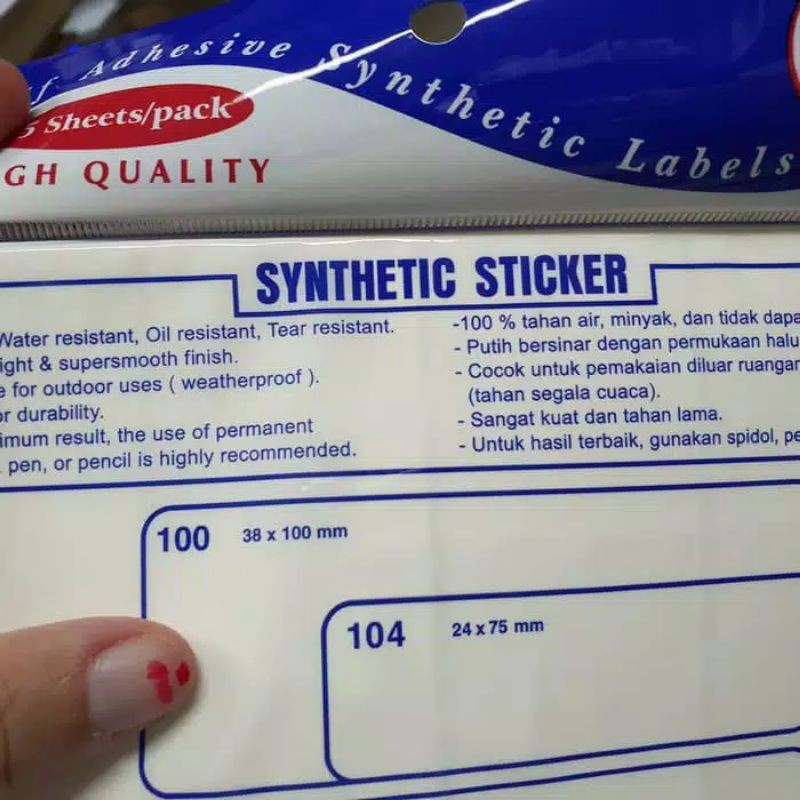 Adhesive Synthetic Labels
Sheets/pack
QUALITY
SYNTHETIC STICKER
Water resistant, Oil resistant, Tear resistant.
& supersmooth finish.
for outdoor uses ( weatherproof ).
durability.
result, the use of permanent
pen, or pencil is highly recommended.
-100 % tahan air, minyak, dan tidak
- Putih bersinar dengan permukaan
- Cocok untuk pemakaian diluar
(tahan segala cuaca).
- Sangat kuat dan tahan lama.
- Untuk hasil terbaik, gunakan spidol,
100 38 x 100 mm
104 24 x 75 mm